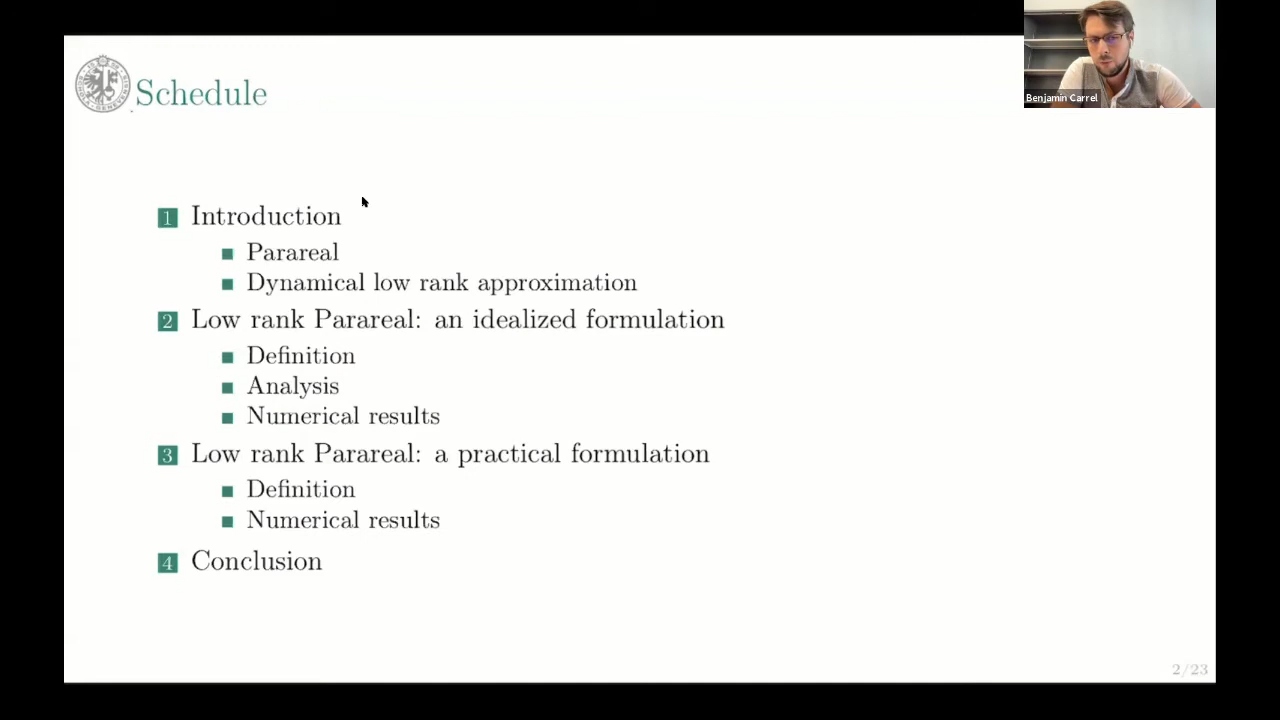 Schedule
Benjamin Carrel
1 Introduction
Parareal
Dynamical low rank approximation
2 Low rank Parareal: an idealized formulation
Definition
Analysis
Numerical results
3 Low rank Parareal: a practical formulation
Definition
Numerical results
4 Conclusion
2/23